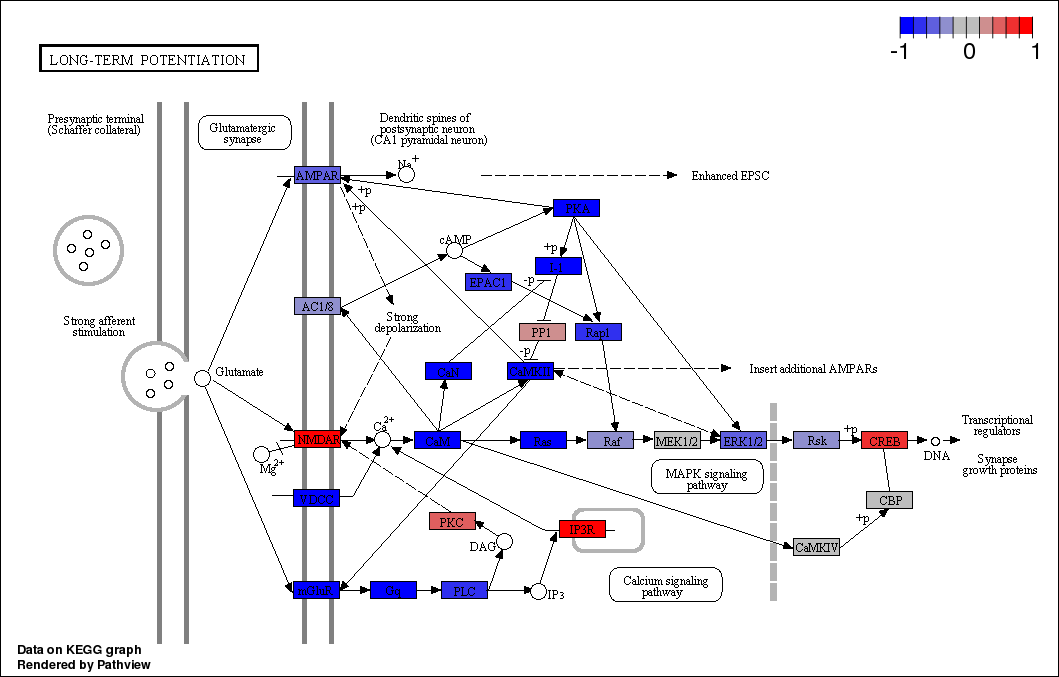 -1 0 1
LONG-TERM POTENTIATION
Presynaptic terminal
(Schaffer collateral)
Glutamatergic
synapse
Dendritic spines of
postsynaptic neuron
(CA1 pyramidal neuron)
Na+
AMPAR
+p
+p
Enhanced EPSC
PKA
cAMP
+p
EPAC1
-p
AC1/8
Strong
depolarization
PP1
Rap1
Strong afferent
stimulation
-p
Glutamate
CaN
CaMKII
Insert additional AMPARs
NMDAR
Ca2+
CaM
Ras
Raf
MEK1/2
ERK1/2
Rsk
+p
CREB
DNA
Transcriptional
regulators
Synapse
growth proteins
Mg2+
MAPK signaling
pathway
CBP
+p
PKC
IP3R
DAG
CaMKIV
mGluR
Gq
PLC
IP3
Calcium signaling
pathway
Data on KEGG graph
Rendered by Pathview